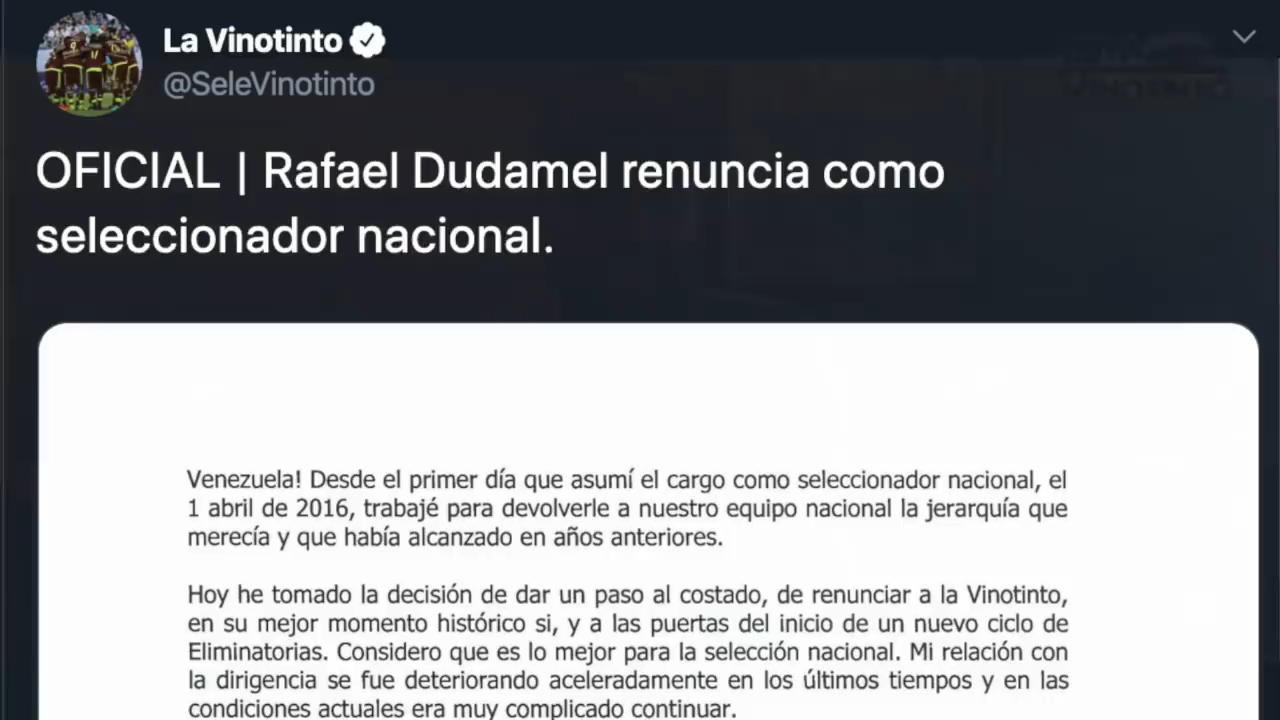 La Vinotinto
@SeleVinotinto
OFICIAL | Rafael Dudamel renuncia como
seleccionador nacional.
Venezuela! Desde el primer día que asumí el cargo como seleccionador nacional, el
1 abril de 2016, trabajé para devolverle a nuestro equipo nacional la jerarquía que
merecía y que había alcanzado en años anteriores.
Hoy he tomado la decisión de dar un paso al costado, de renunciar a la Vinotinto,
en su mejor momento histórico si, y a las puertas del inicio de un nuevo ciclo de
Eliminatorias. Considero que es lo mejor para la selección nacional. Mi relación con
la dirigencia se fue deteriorando aceleradamente en los últimos tiempos y en las
condiciones actuales era muy complicado continuar.